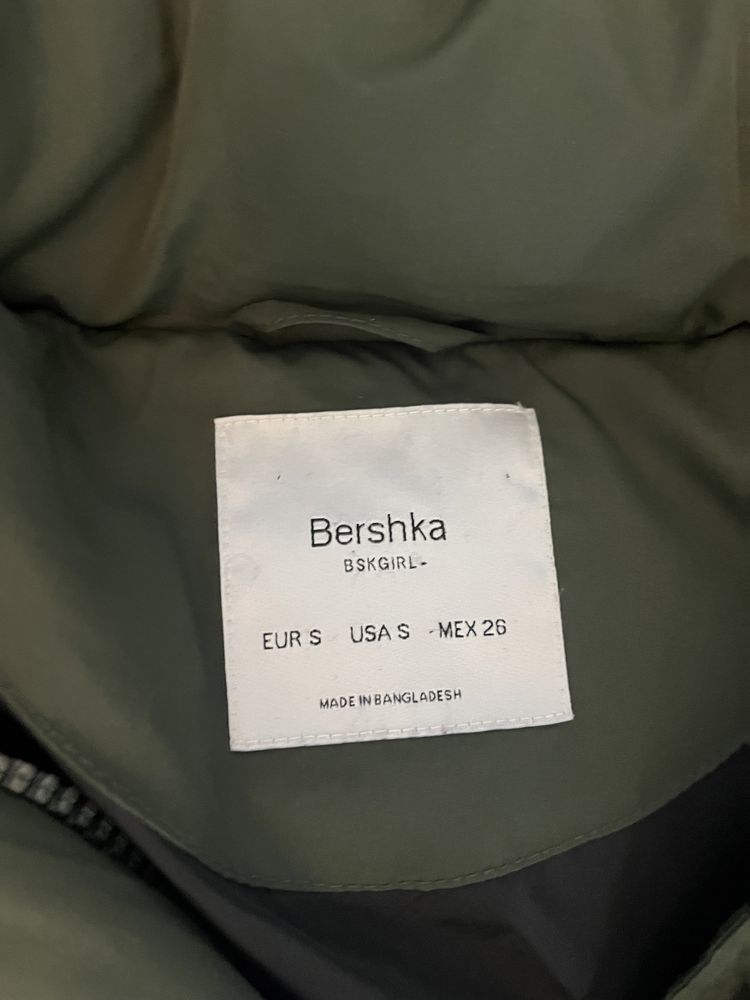 Bershka
BSKGIRL-
EUR S USA S -MEX 26
MADE IN BANGLADESH